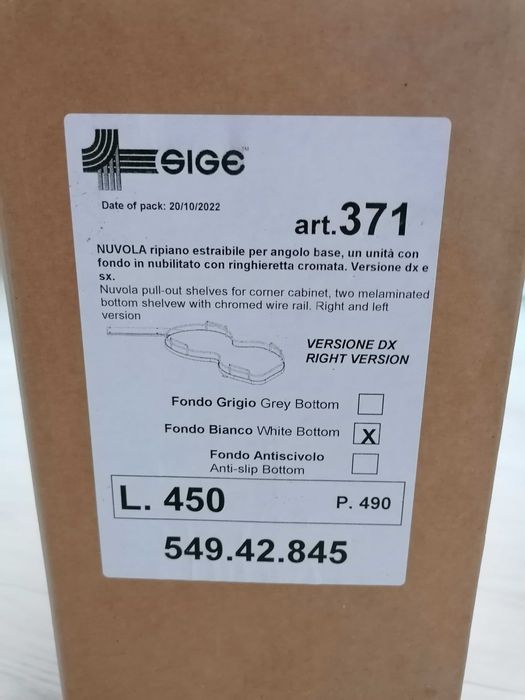 SIGE™
Date of pack: 20/10/2022
art.371
NUVOLA ripiano estraibile per angolo base, un unità con
fondo in nubilitato con ringhieretta cromata. Versione dx e
sx.
Nuvola pull-out shelves for corner cabinet, two melaminated
bottom shelvew with chromed wire rail. Right and left
version
VERSIONE DX
RIGHT VERSION
Fondo Grigio Grey Bottom
Fondo Bianco White Bottom X
Fondo Antiscivolo
Anti-slip Bottom
L. 450 P. 490
549.42.845